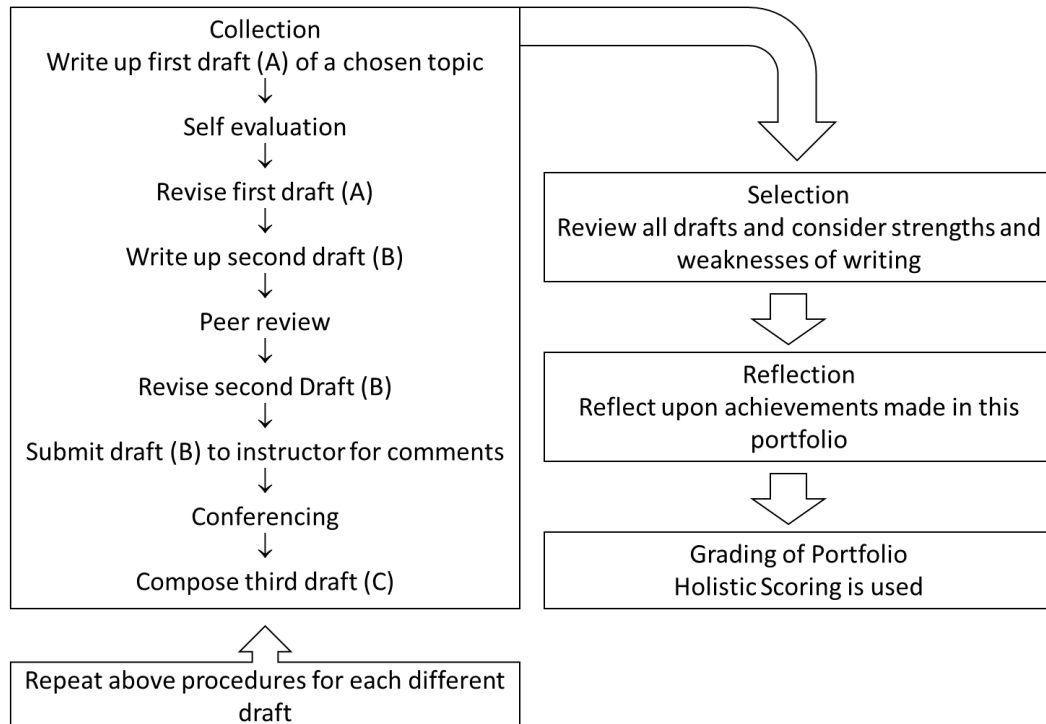 Collection
Write up first draft (A) of a chosen topic
↓
Self evaluation
↓
Revise first draft (A)
↓
Write up second draft (B)
↓
Peer review
↓
Revise second Draft (B)
↓
Submit draft (B) to instructor for comments
↓
Conferencing
↓
Compose third draft (C)
Repeat above procedures for each different
draft
Selection
Review all drafts and consider strengths and
weaknesses of writing
Reflection
Reflect upon achievements made in this
portfolio
Grading of Portfolio
Holistic Scoring is used